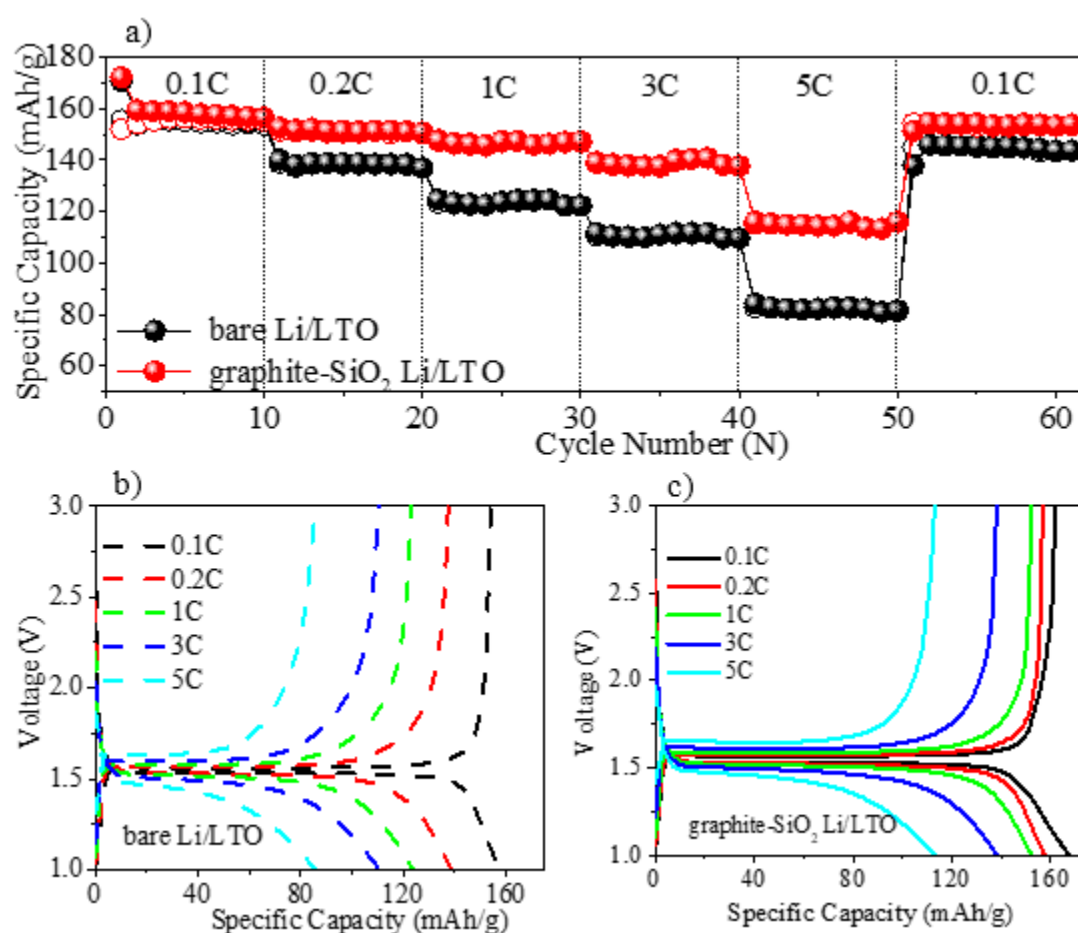 a)
Specific Capacity (mAh/g)
180
160
140
120
100
80
60
0.1C 0.2C 1C 3C 5C 0.1C
bare Li/LTO
graphite-SiO₂ Li/LTO
0 10 20 30 40 50 60
Cycle Number (N)
b)
Voltage (V)
3.0
2.5
2.0
1.5
1.0
0.1C
0.2C
1C
3C
5C
bare Li/LTO
0 40 80 120 160
Specific Capacity (mAh/g)
c)
Voltage (V)
3.0
2.5
2.0
1.5
1.0
0.1C
0.2C
1C
3C
5C
graphite-SiO₂ Li/LTO
0 40 80 120 160
Specific Capacity (mAh/g)